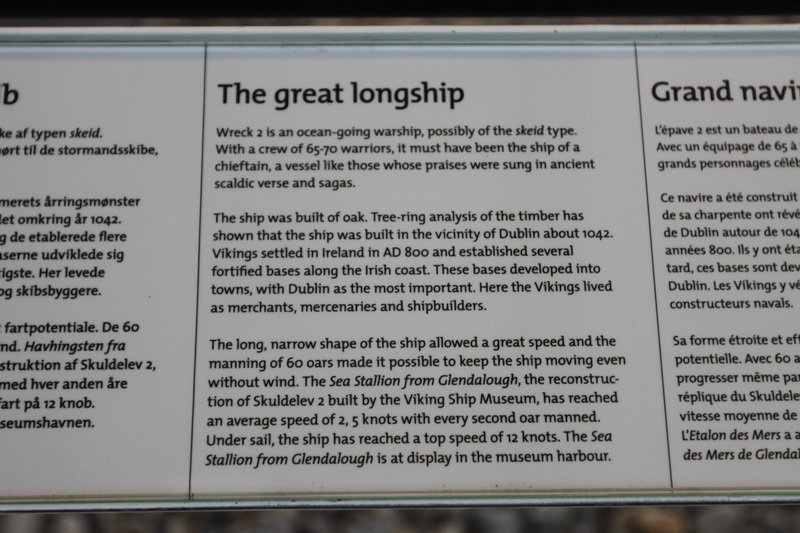 lb
ke af typen skeid.
ørt til de stormandsskibe,
merets årringsmønster
let omkring år 1042.
g de etablerede flere
aserne udviklede sig
tigste. Her levede
og skibsbyggere.
t fartpotentiale. De 60
nd. Havhingsten fra
struktion af Skuldelev 2,
med hver anden åre
fart på 12 knob.
seumshavnen.
The great longship
Wreck 2 is an ocean-going warship, possibly of the skeid type.
With a crew of 65-70 warriors, it must have been the ship of a
chieftain, a vessel like those whose praises were sung in ancient
scaldic verse and sagas.
The ship was built of oak. Tree-ring analysis of the timber has
shown that the ship was built in the vicinity of Dublin about 1042.
Vikings settled in Ireland in AD 800 and established several
fortified bases along the Irish coast. These bases developed into
towns, with Dublin as the most important. Here the Vikings lived
as merchants, mercenaries and shipbuilders.
The long, narrow shape of the ship allowed a great speed and the
manning of 60 oars made it possible to keep the ship moving even
without wind. The Sea Stallion from Glendalough, the reconstruc-
tion of Skuldelev 2 built by the Viking Ship Museum, has reached
an average speed of 2, 5 knots with every second oar manned.
Under sail, the ship has reached a top speed of 12 knots. The Sea
Stallion from Glendalough is at display in the museum harbour.
Grand navir
L'épave 2 est un bateau de
Avec un équipage de 65 à
grands personnages céléb
Ce navire a été construit
de sa charpente ont révé
de Dublin autour de 104
années 800. Ils y ont éta
tard, ces bases sont dev
Dublin. Les Vikings y vé
constructeurs navals.
Sa forme étroite et eff
potentielle. Avec 60 a
progresser même par
réplique du Skuldele
vitesse moyenne de
L'Etalon des Mers a a
des Mers de Glendal